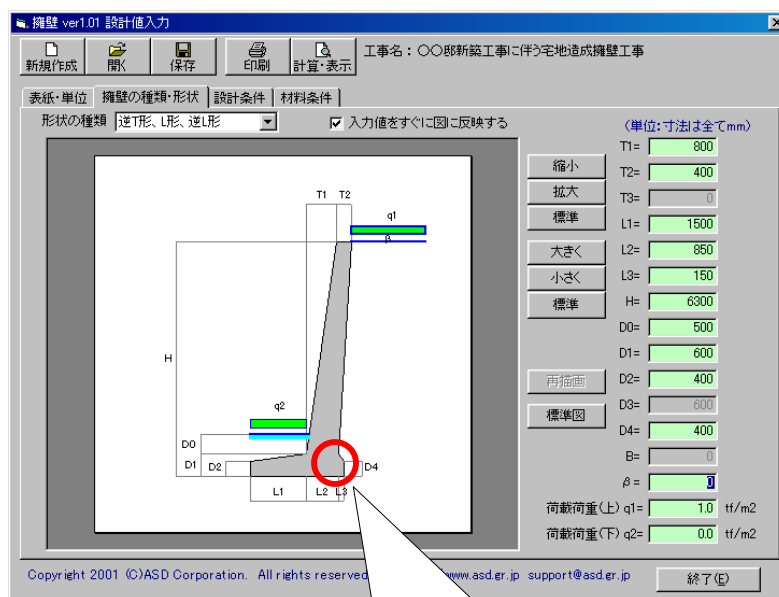 擁壁 ver1.01 設計値入力
新規作成 開く 保存 印刷 計算・表示 工事名：〇〇邸新築工事に伴う宅地造成擁壁工事
表紙・単位 擁壁の種類・形状 設計条件 材料条件
形状の種類 逆T形、L形、逆L形 入力値をすぐに図に反映する
(単位:寸法は全てmm)
T1= 800
T2= 400
T3= 0
L1= 1500
L2= 850
L3= 150
H= 6300
D0= 500
D1= 600
D2= 400
D3= 600
D4= 400
B= 0
β= 0
荷載荷重(上) q1= 1.0 tf/m2
荷載荷重(下) q2= 0.0 tf/m2
縮小
拡大
標準
大きく
小さく
標準
再描画
標準図
T1 T2
q1
β
H
q2
D0
D1 D2 D4
L1 L2 L3
Copyright 2001 (C)ASD Corporation. All rights reserved
www.asd.gr.jp support@asd.gr.jp
終了(E)